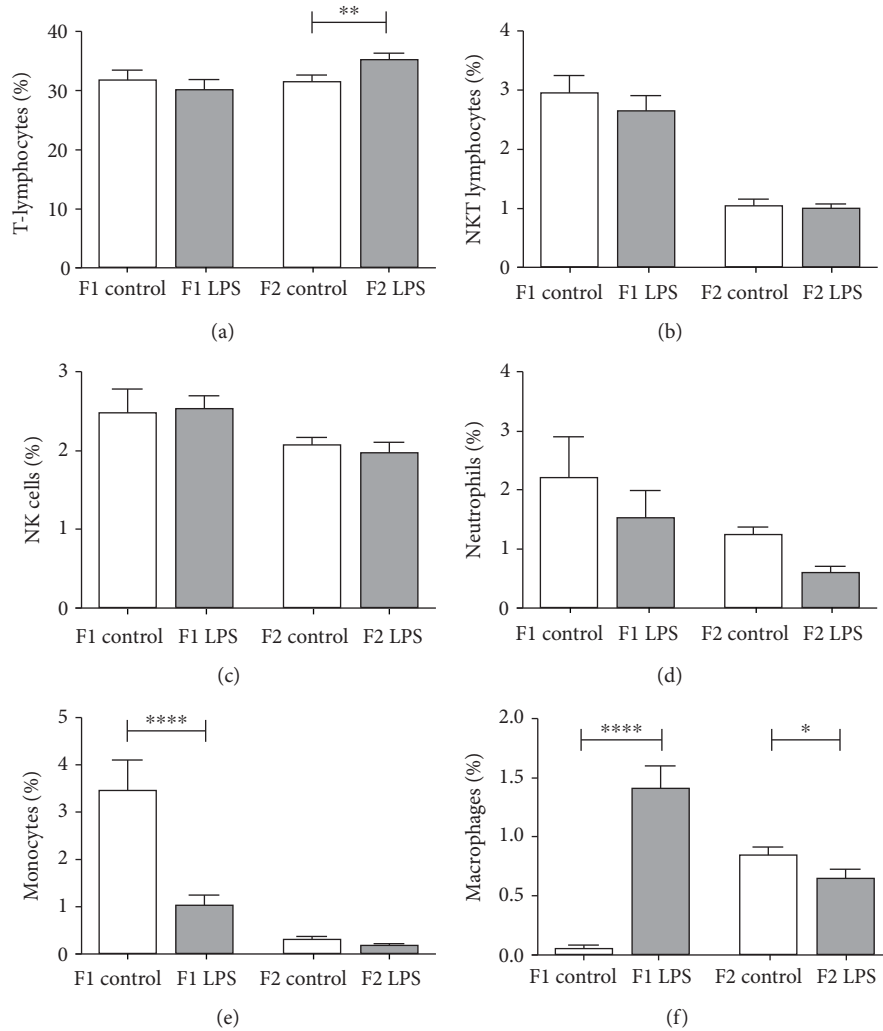 **
T-lymphocytes (%)
40
30
20
10
0
F1 control F1 LPS F2 control F2 LPS
(a)
NKT lymphocytes (%)
4
3
2
1
0
F1 control F1 LPS F2 control F2 LPS
(b)
NK cells (%)
3
2
1
0
F1 control F1 LPS F2 control F2 LPS
(c)
Neutrophils (%)
4
3
2
1
0
F1 control F1 LPS F2 control F2 LPS
(d)
****
Monocytes (%)
5
4
3
2
1
0
F1 control F1 LPS F2 control F2 LPS
(e)
**** *
Macrophages (%)
2.0
1.5
1.0
0.5
0.0
F1 control F1 LPS F2 control F2 LPS
(f)